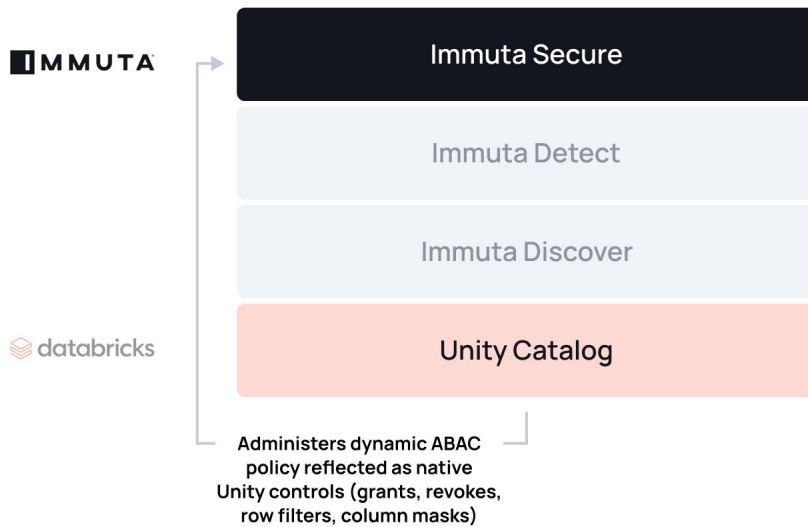 IMMUTA
Immuta Secure
Immuta Detect
Immuta Discover
databricks
Unity Catalog
Administers dynamic ABAC
policy reflected as native
Unity controls (grants, revokes,
row filters, column masks)